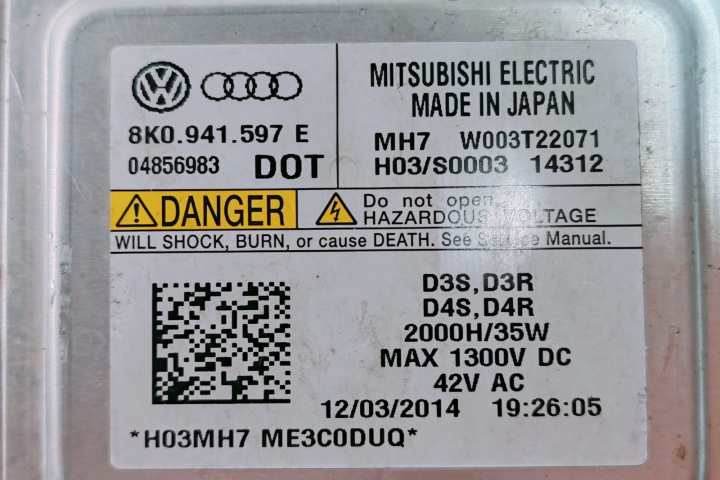 8K0.941.597 E
04856983 DOT
MITSUBISHI ELECTRIC
MADE IN JAPAN
MH7 W003T22071
H03/S0003 14312
DANGER
Do not open.
HAZARDOUS VOLTAGE
WILL SHOCK, BURN, or cause DEATH. See Service Manual.
D3S,D3R
D4S,D4R
2000H/35W
MAX 1300V DC
42V AC
12/03/2014 19:26:05
*H03MH7 ME3C0DUQ*